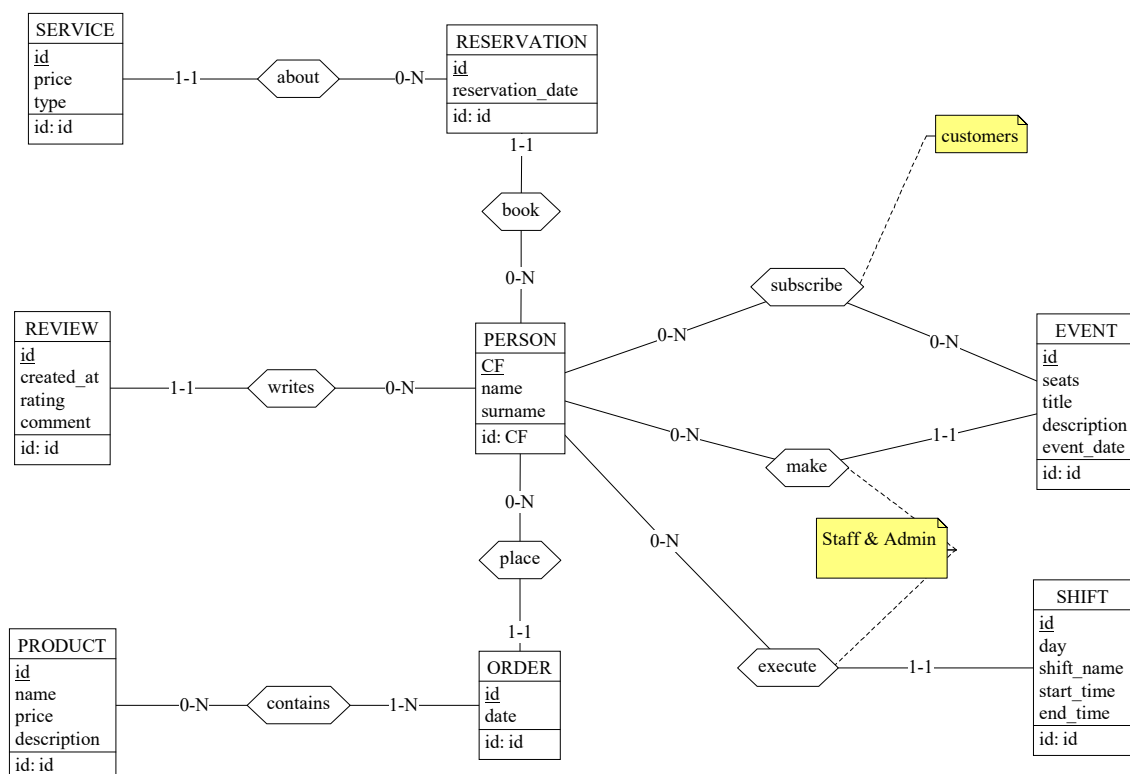 SERVICE
id
price
type
id: id
1-1
about
0-N
RESERVATION
id
reservation_date
id: id
1-1
book
0-N
customers
subscribe
0-N
0-N
REVIEW
id
created_at
rating
comment
id: id
1-1
writes
0-N
PERSON
CF
name
surname
id: CF
EVENT
id
seats
title
description
event_date
id: id
0-N
make
1-1
Staff & Admin
0-N
place
1-1
0-N
execute
1-1
SHIFT
id
day
shift_name
start_time
end_time
id: id
PRODUCT
id
name
price
description
id: id
0-N
contains
1-N
ORDER
id
date
id: id